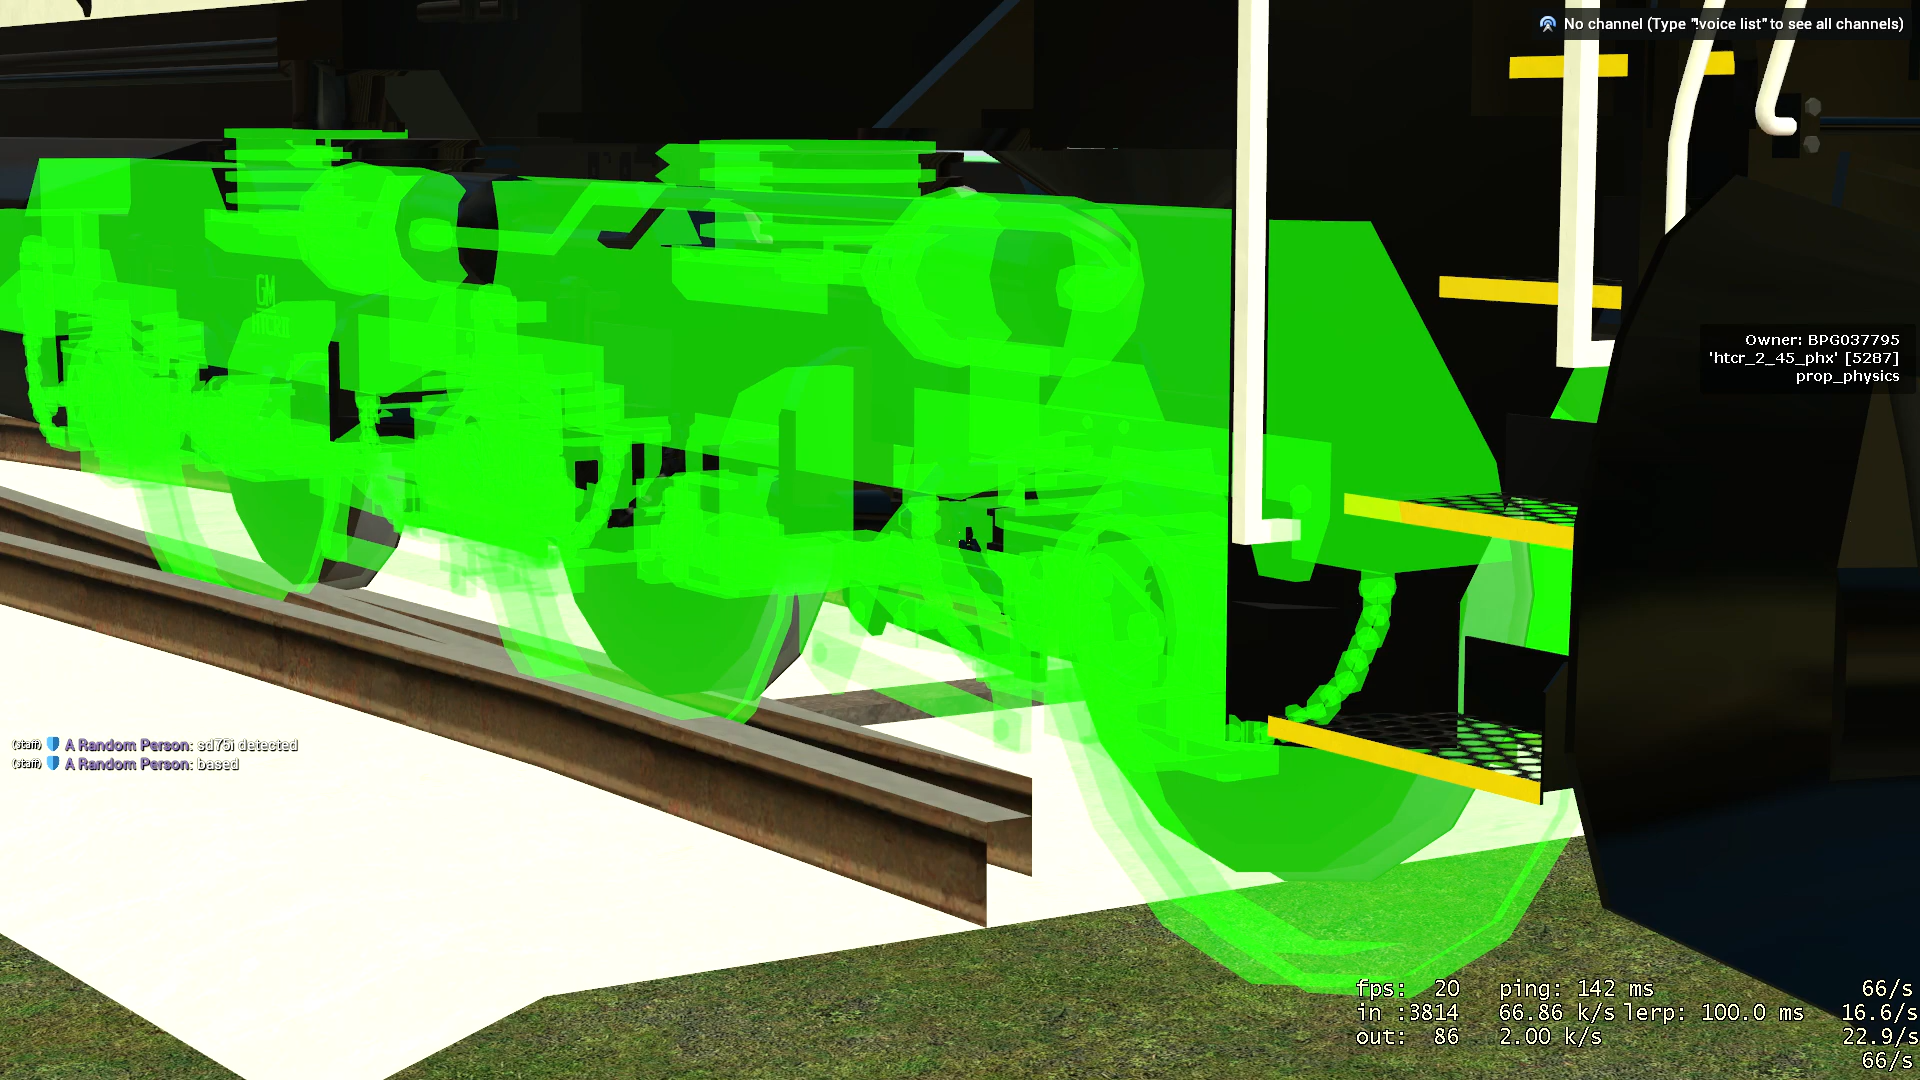 No channel (Type "!voice list" to see all channels)
GM
HTCR
Owner: BPG037795
'htcr_2_45_phx' [5287]
prop_physics
(staff) A Random Person: sd75i detected
(staff) A Random Person: based
fps: 20 ping: 142 ms 66/s
in :3814 66.86 k/s lerp: 100.0 ms 16.6/s
out: 86 2.00 k/s 22.9/s
66/s